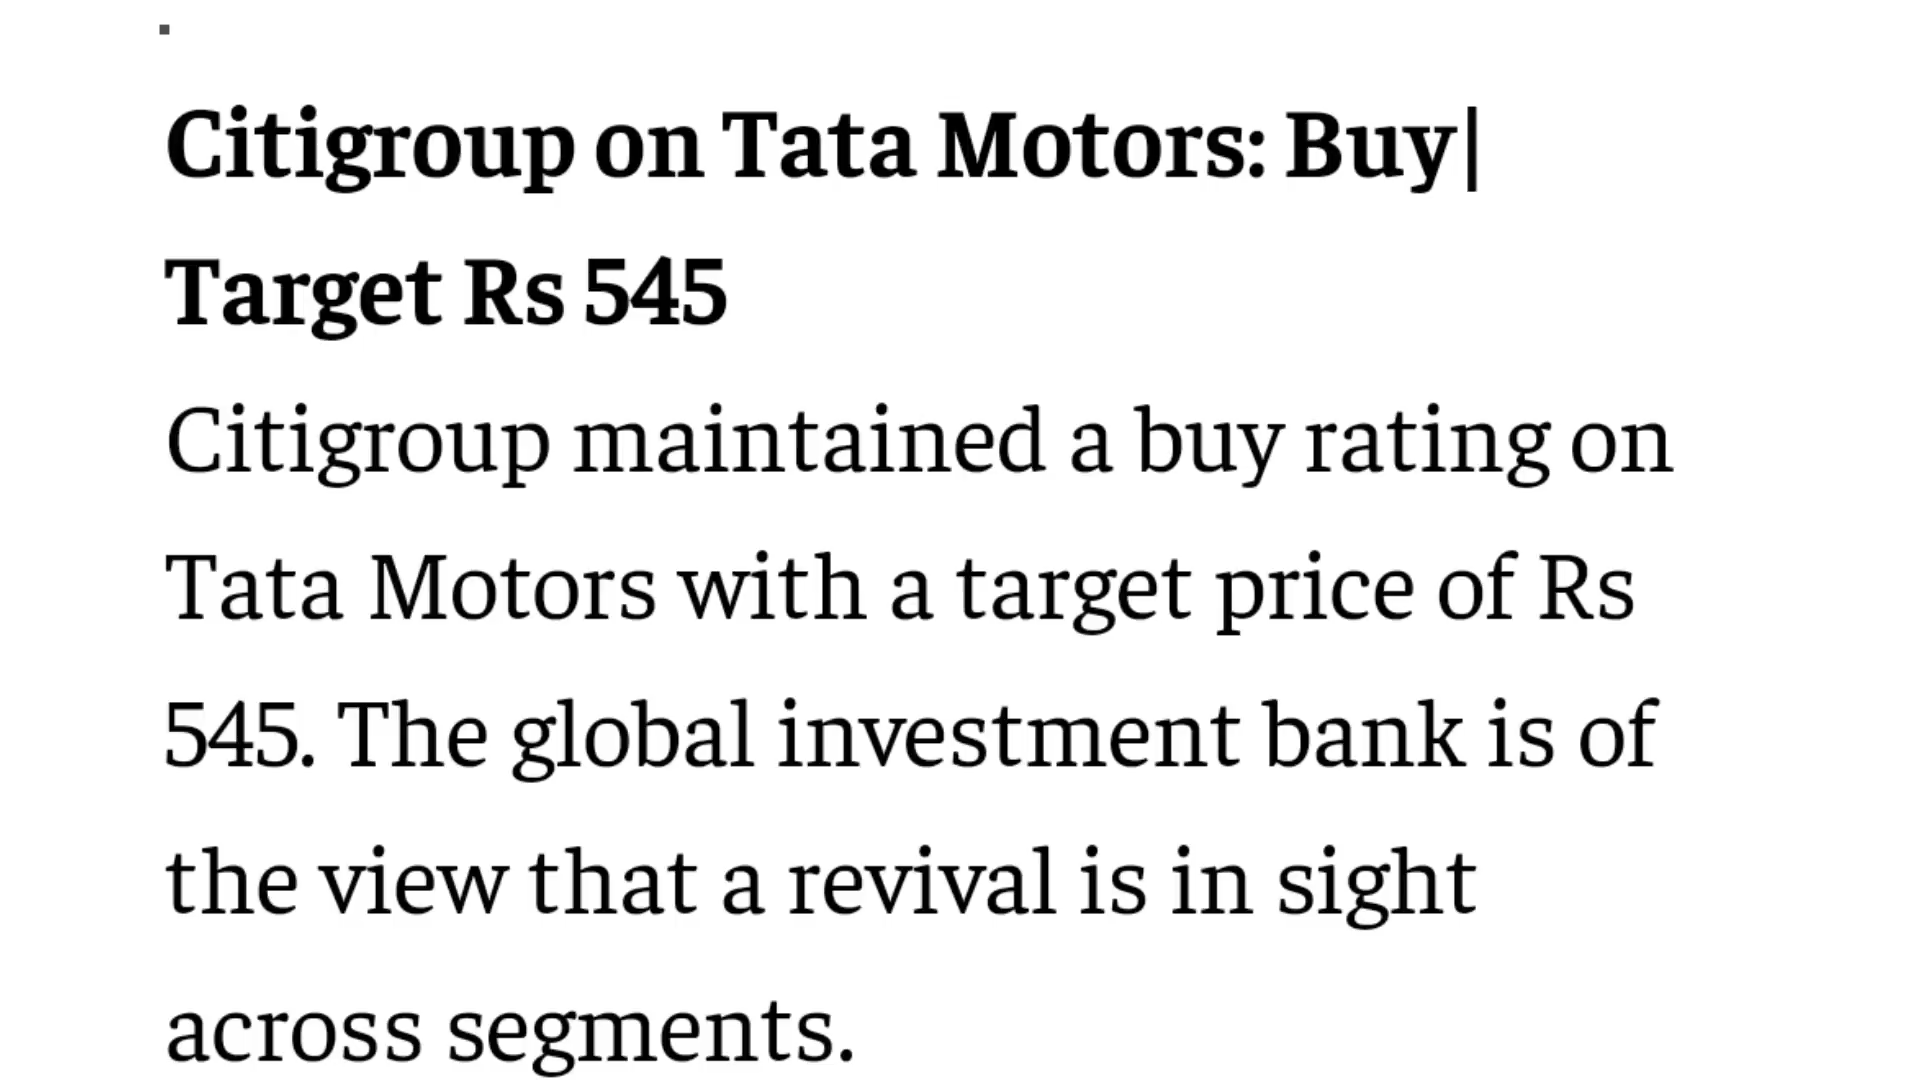 Citigroup on Tata Motors: Buy|
Target Rs 545
Citigroup maintained a buy rating on
Tata Motors with a target price of Rs
545. The global investment bank is of
the view that a revival is in sight
across segments.